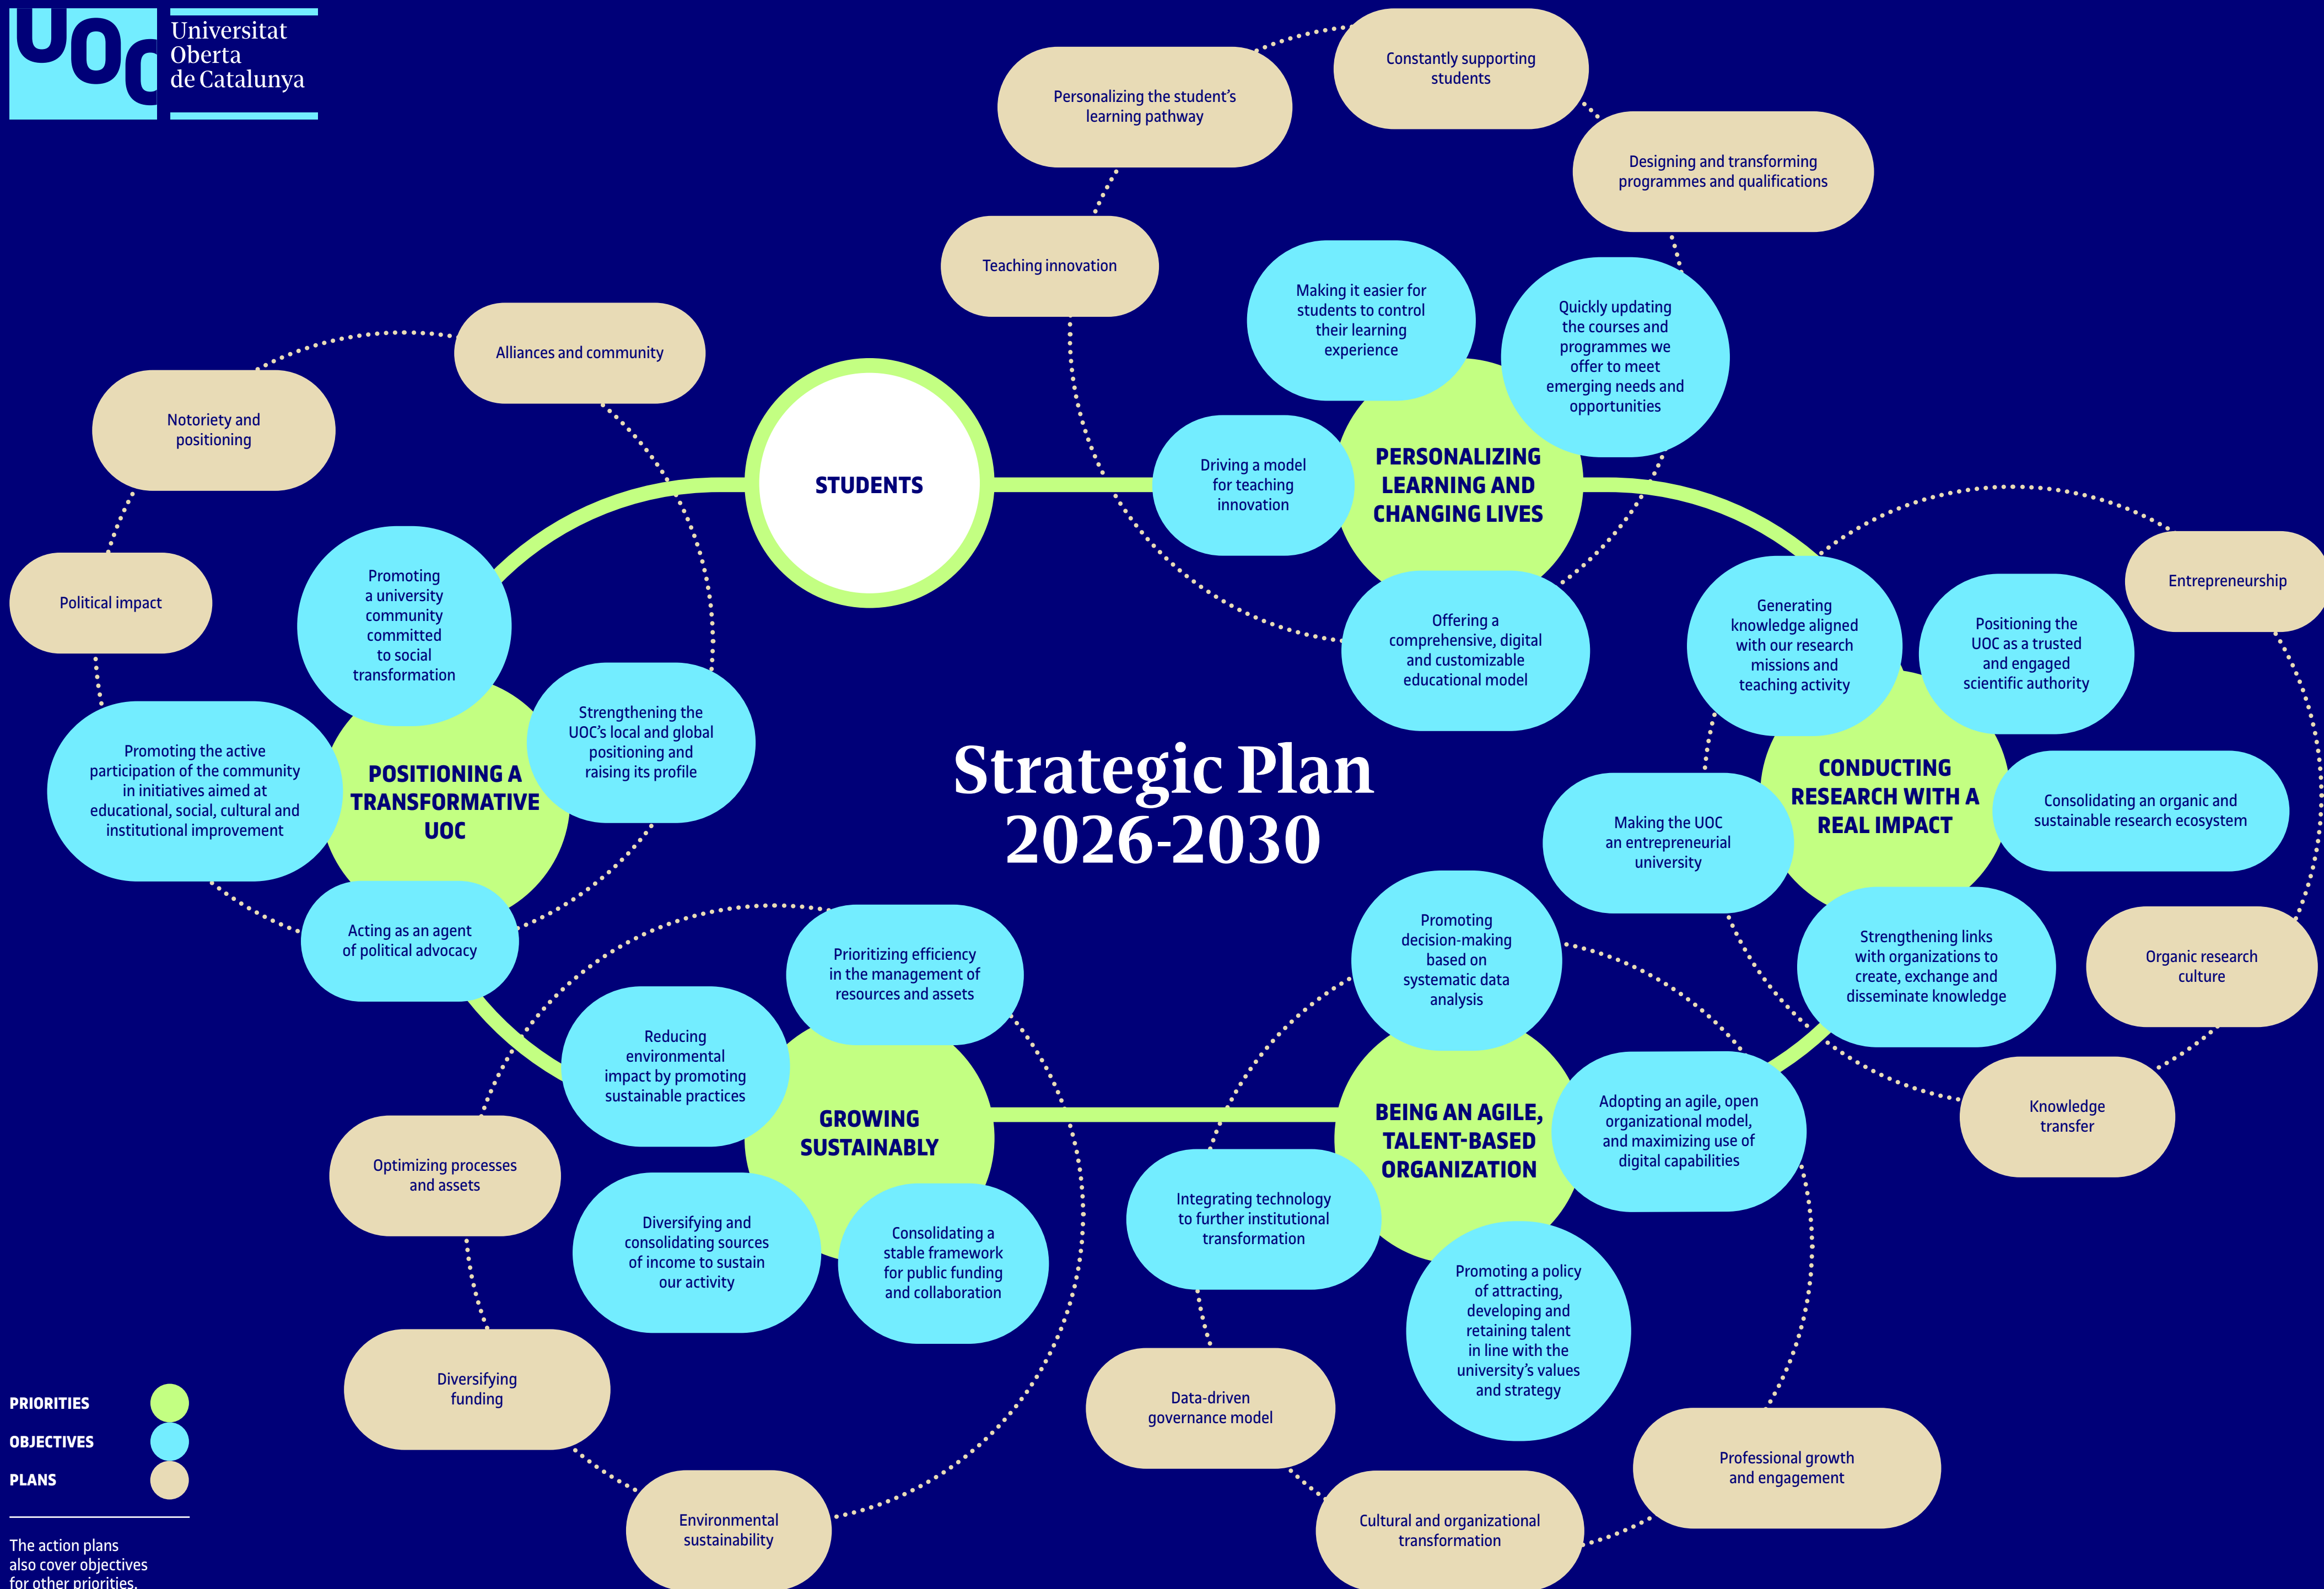 UOC
Universitat
Oberta
de Catalunya
Personalizing the student’s
learning pathway
Constantly supporting
students
Designing and transforming
programmes and qualifications
Teaching innovation
Making it easier for
students to control
their learning
experience
Quickly updating
the courses and
programmes we
offer to meet
emerging needs and
opportunities
Driving a model
for teaching
innovation
PERSONALIZING
LEARNING AND
CHANGING LIVES
Offering a
comprehensive, digital
and customizable
educational model
STUDENTS
Alliances and community
Notoriety and
positioning
Political impact
Promoting
a university
community
committed
to social
transformation
Strengthening the
UOC’s local and global
positioning and
raising its profile
Promoting the active
participation of the community
in initiatives aimed at
educational, social, cultural and
institutional improvement
POSITIONING A
TRANSFORMATIVE
UOC
Acting as an agent
of political advocacy
Strategic Plan
2026-2030
Entrepreneurship
Generating
knowledge aligned
with our research
missions and
teaching activity
Positioning the
UOC as a trusted
and engaged
scientific authority
CONDUCTING
RESEARCH WITH A
REAL IMPACT
Making the UOC
an entrepreneurial
university
Consolidating an organic and
sustainable research ecosystem
Strengthening links
with organizations to
create, exchange and
disseminate knowledge
Organic research
culture
Knowledge
transfer
Prioritizing efficiency
in the management of
resources and assets
Reducing
environmental
impact by promoting
sustainable practices
GROWING
SUSTAINABLY
Optimizing processes
and assets
Diversifying and
consolidating sources
of income to sustain
our activity
Consolidating a
stable framework
for public funding
and collaboration
Diversifying
funding
Environmental
sustainability
Promoting
decision-making
based on
systematic data
analysis
BEING AN AGILE,
TALENT-BASED
ORGANIZATION
Adopting an agile, open
organizational model,
and maximizing use of
digital capabilities
Integrating technology
to further institutional
transformation
Promoting a policy
of attracting,
developing and
retaining talent
in line with the
university’s values
and strategy
Data-driven
governance model
Professional growth
and engagement
Cultural and organizational
transformation
PRIORITIES
OBJECTIVES
PLANS
The action plans
also cover objectives
for other priorities.